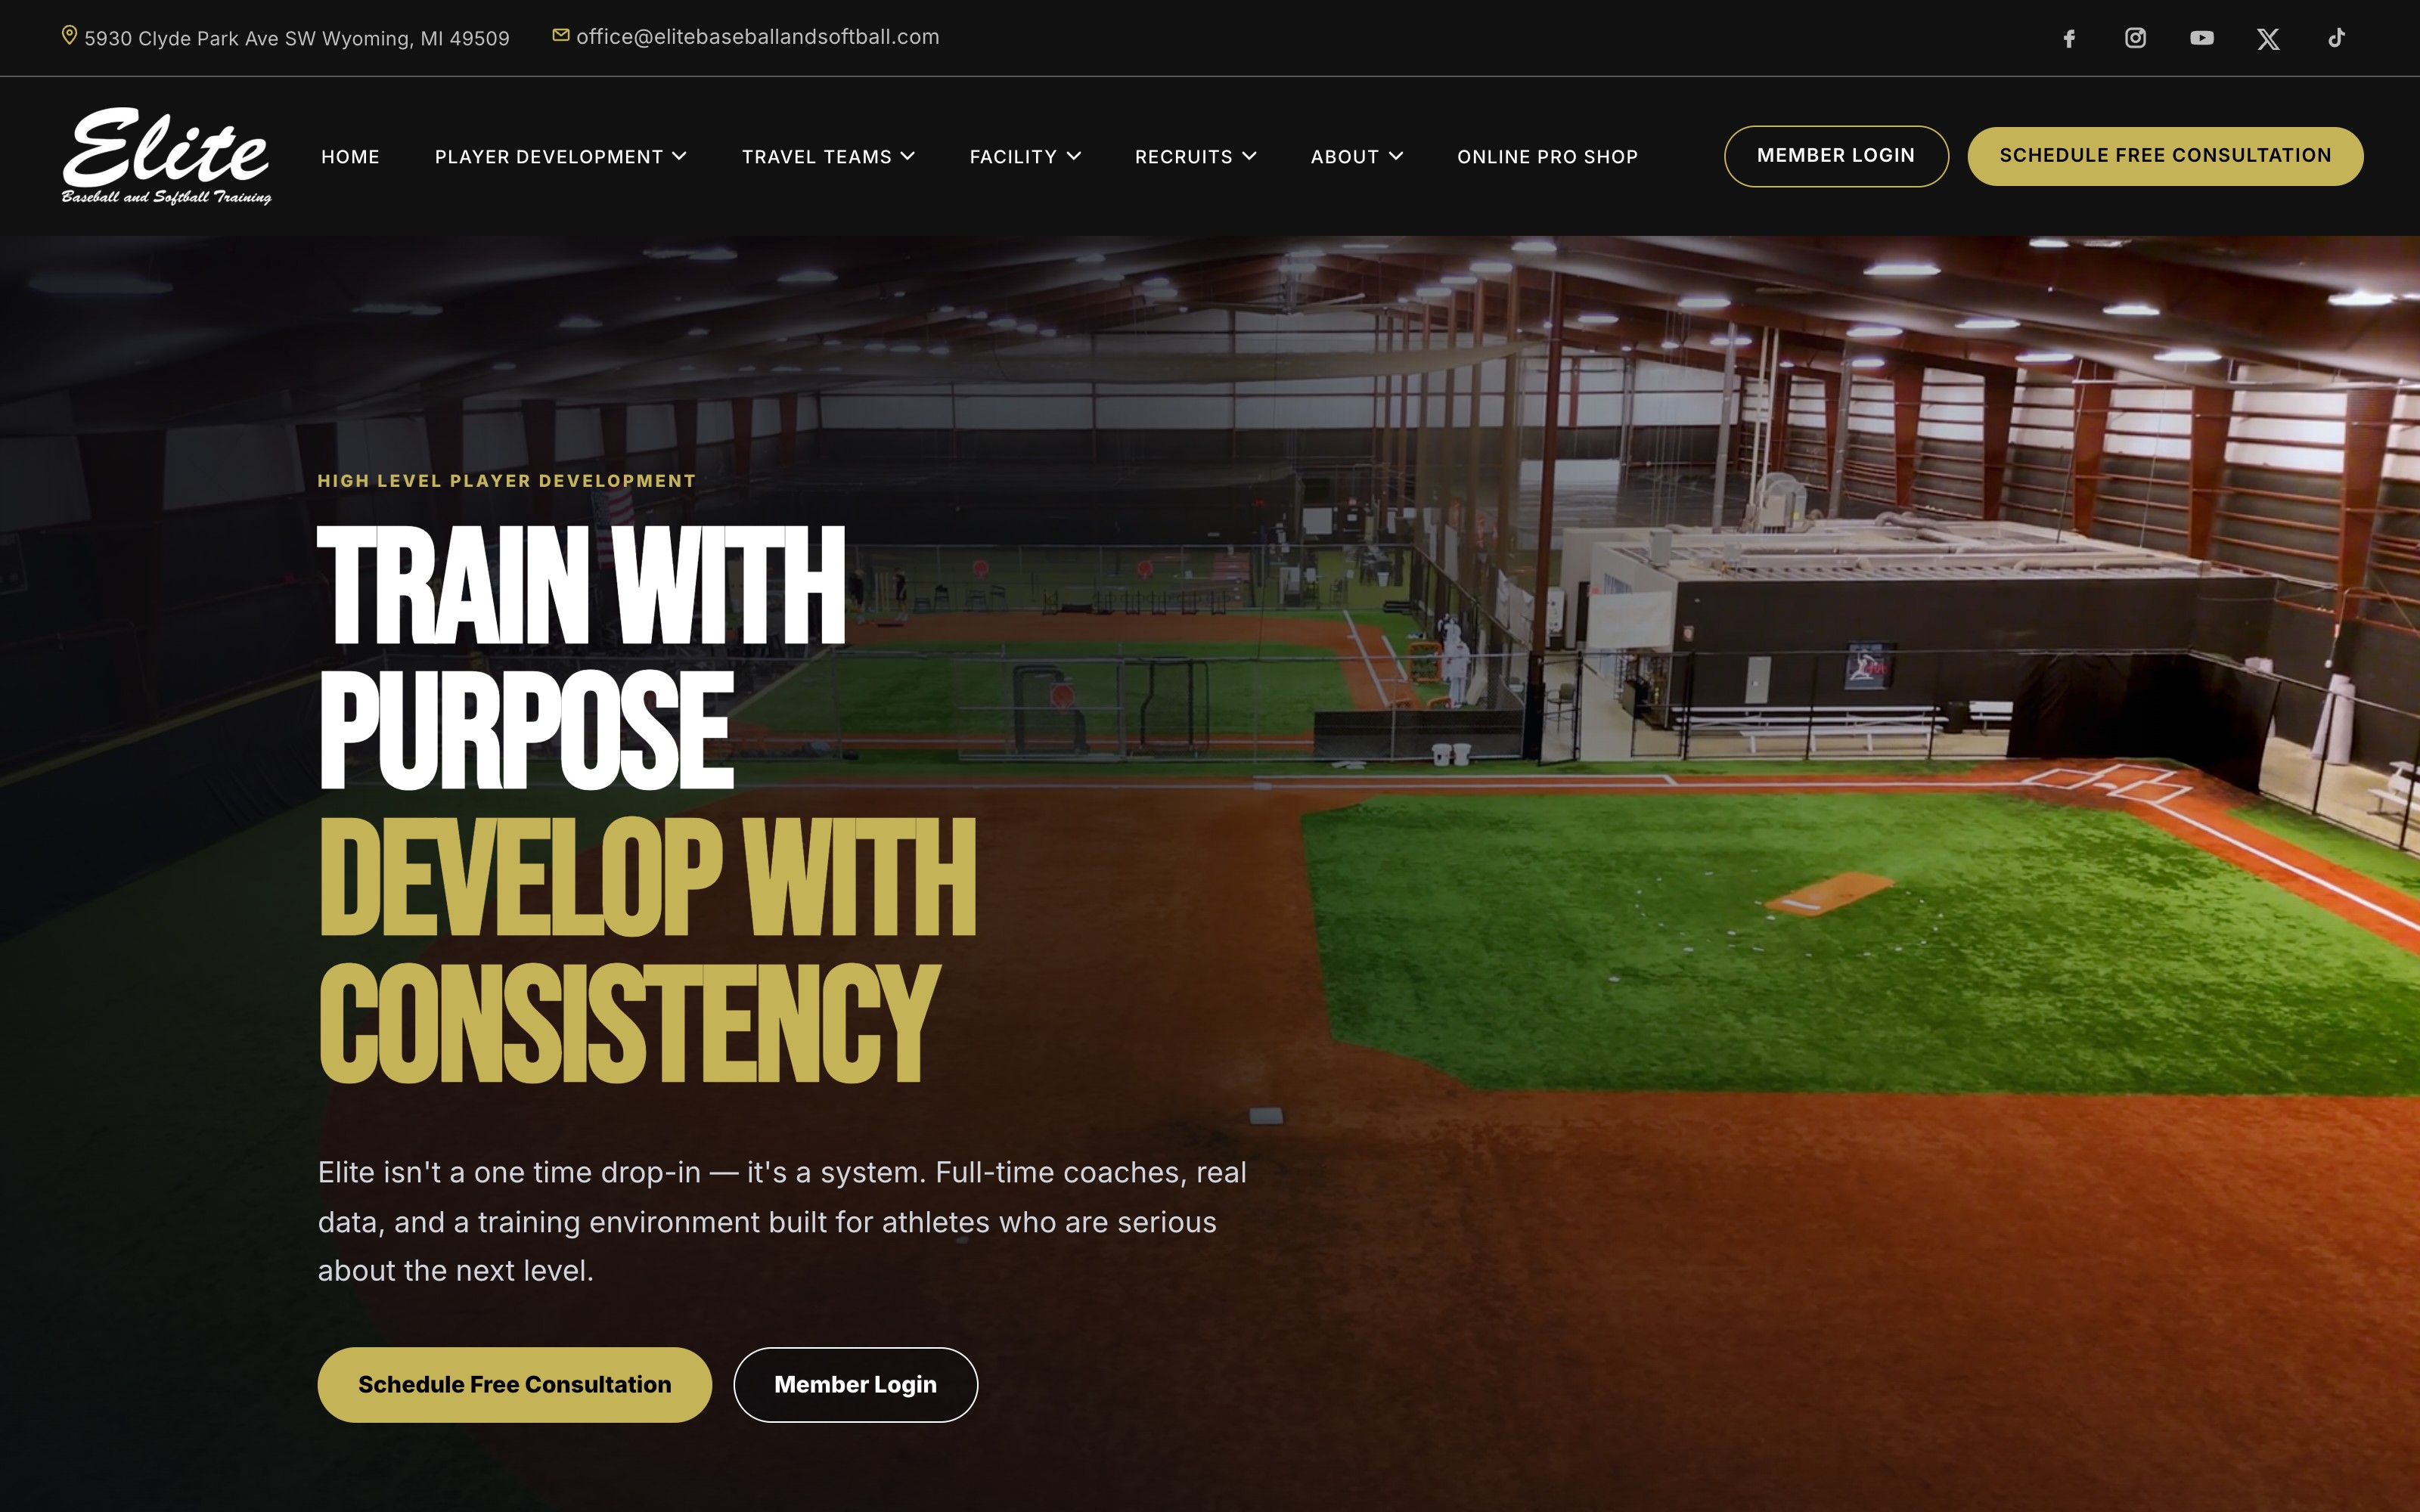 5930 Clyde Park Ave SW Wyoming, MI 49509
office@elitebaseballandsoftball.com
Elite
Baseball and Softball Training
HOME
PLAYER DEVELOPMENT
TRAVEL TEAMS
FACILITY
RECRUITS
ABOUT
ONLINE PRO SHOP
MEMBER LOGIN
SCHEDULE FREE CONSULTATION
HIGH LEVEL PLAYER DEVELOPMENT
TRAIN WITH
PURPOSE
DEVELOP WITH
CONSISTENCY
Elite isn't a one time drop-in — it's a system. Full-time coaches, real
data, and a training environment built for athletes who are serious
about the next level.
Schedule Free Consultation
Member Login